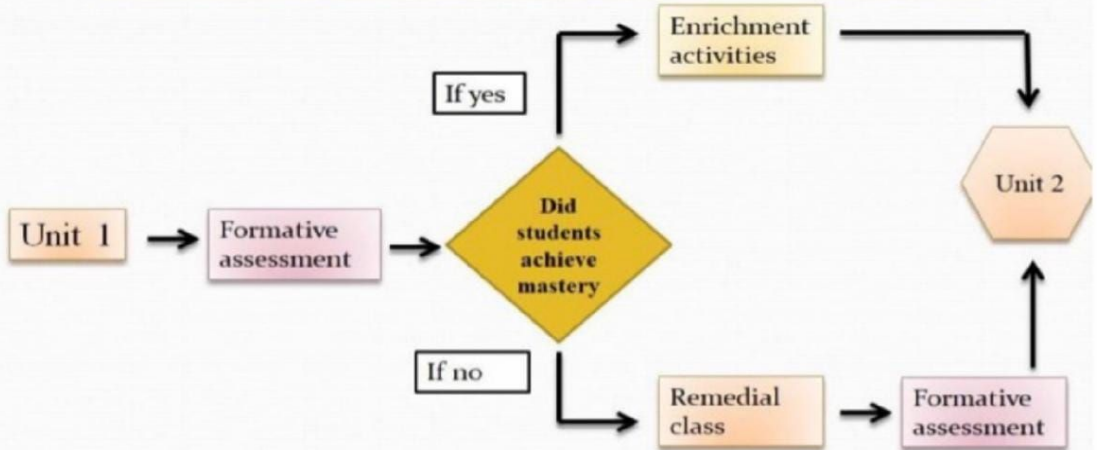 Enrichment
activities
If yes
Unit 2
Did
students
achieve
mastery
Unit 1
Formative
assessment
If no
Remedial
class
Formative
assessment